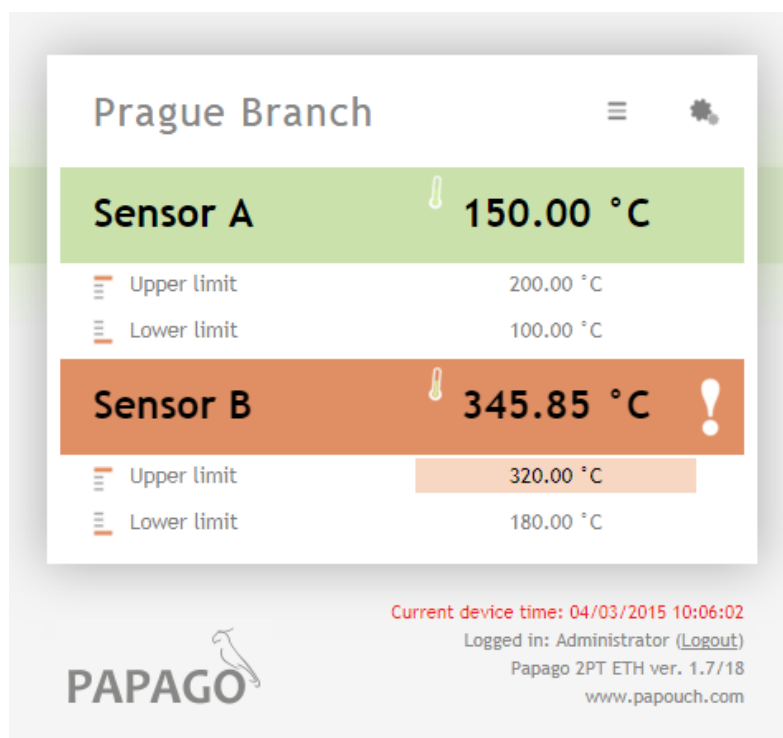 Prague Branch
Sensor A 150.00 °C
Upper limit 200.00 °C
Lower limit 100.00 °C
Sensor B 345.85 °C !
Upper limit 320.00 °C
Lower limit 180.00 °C
Current device time: 04/03/2015 10:06:02
Logged in: Administrator (Logout)
Papago 2PT ETH ver. 1.7/18
www.papouch.com
PAPAGO